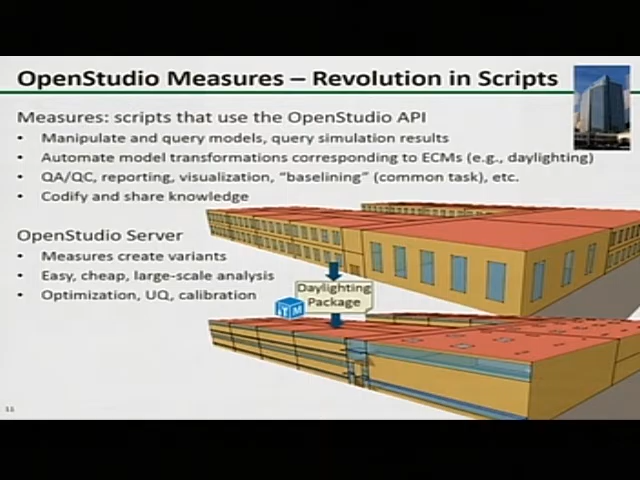 OpenStudio Measures – Revolution in Scripts
Measures: scripts that use the OpenStudio API
• Manipulate and query models, query simulation results
• Automate model transformations corresponding to ECMs (e.g., daylighting)
• QA/QC, reporting, visualization, “baselining” (common task), etc.
• Codify and share knowledge
OpenStudio Server
• Measures create variants
• Easy, cheap, large-scale analysis
• Optimization, UQ, calibration
Daylighting
Package
M
11